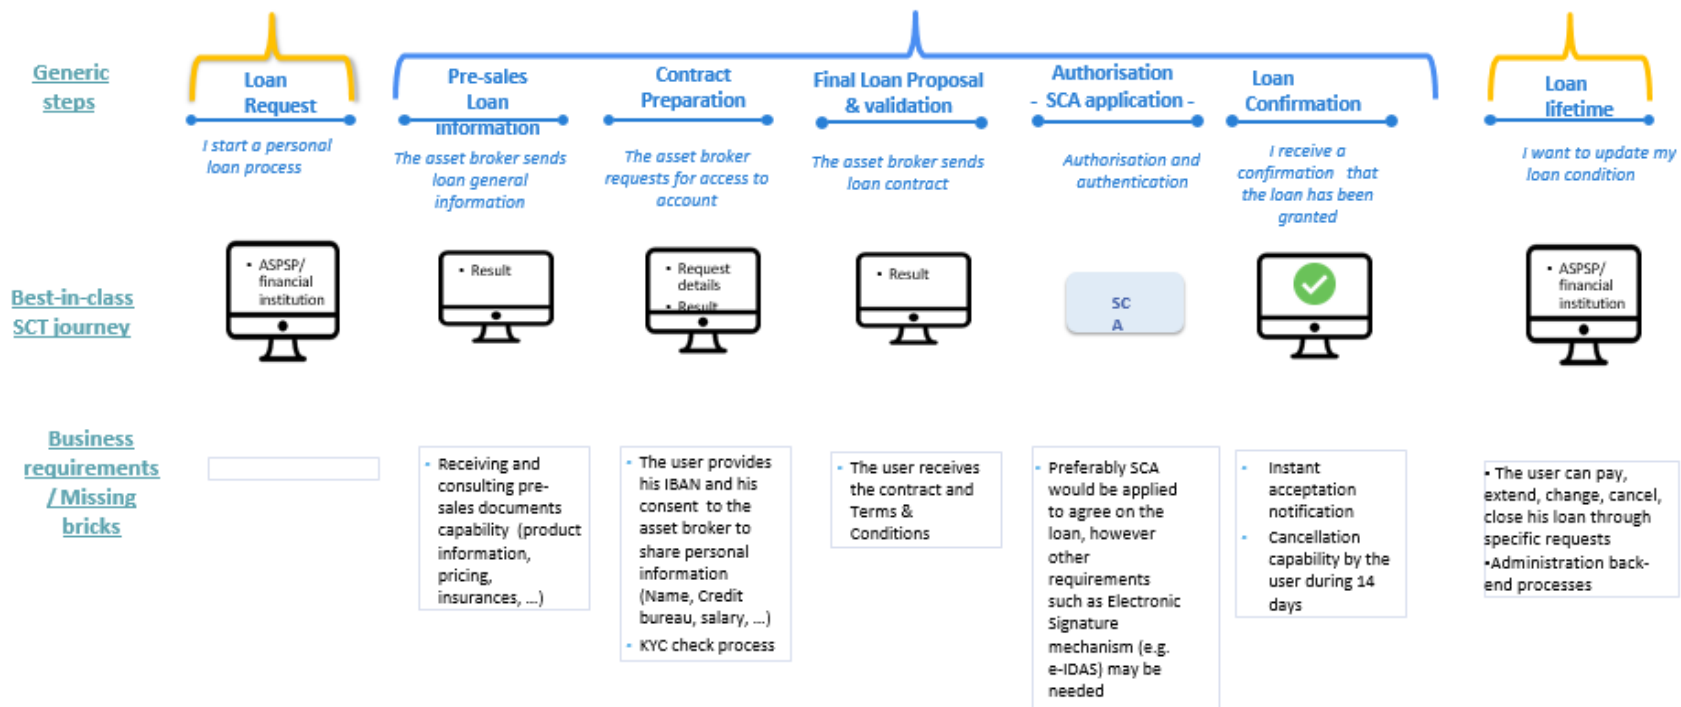 Generic
steps
Loan
Request
I start a personal
loan process
Pre-sales
Loan
information
The asset broker sends
loan general
information
Contract
Preparation
The asset broker
requests for access to
account
Final Loan Proposal
& validation
The asset broker sends
loan contract
Authorisation
- SCA application -
Authorisation and
authentication
Loan
Confirmation
I receive a
confirmation that
the loan has been
granted
Loan
lifetime
I want to update my
loan condition
Best-in-class
SCT journey
▪ ASPSP/
financial
institution
▪ Result
▪ Request
details
▪ Result
▪ Result
SC
A
▪ ASPSP/
financial
institution
Business
requirements
/ Missing
bricks
▪ Receiving and
consulting pre-
sales documents
capability (product
information,
pricing,
insurances, ...)
▪ The user provides
his IBAN and his
consent to the
asset broker to
share personal
information
(Name, Credit
bureau, salary, ...)
▪ KYC check process
▪ The user receives
the contract and
Terms &
Conditions
▪ Preferably SCA
would be applied
to agree on the
loan, however
other
requirements
such as Electronic
Signature
mechanism (e.g.
e-IDAS) may be
needed
▪ Instant
acceptation
notification
▪ Cancellation
capability by the
user during 14
days
▪ The user can pay,
extend, change, cancel,
close his loan through
specific requests
▪Administration back-
end processes